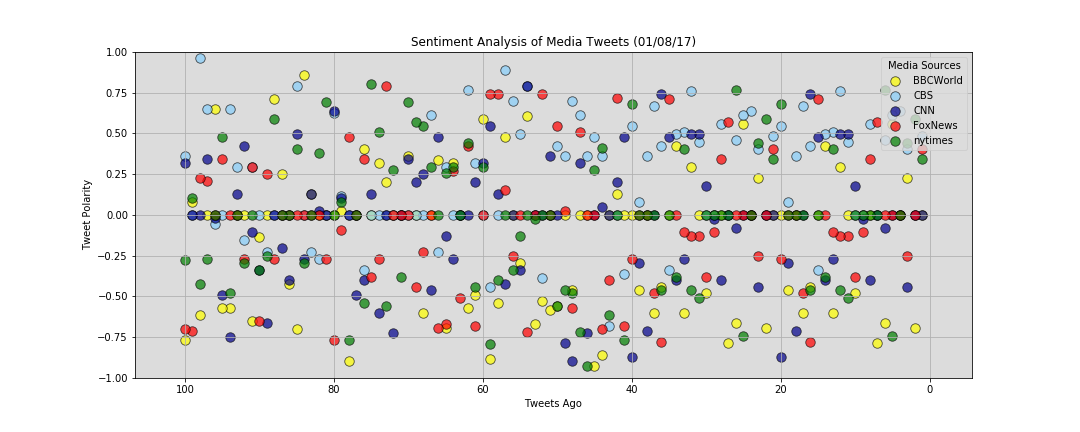 Sentiment Analysis of Media Tweets (01/08/17)
Tweet Polarity
1.00
0.75
0.50
0.25
0.00
−0.25
−0.50
−0.75
−1.00
100
80
60
40
20
0
Tweets Ago
Media Sources
BBCWorld
CBS
CNN
FoxNews
nytimes